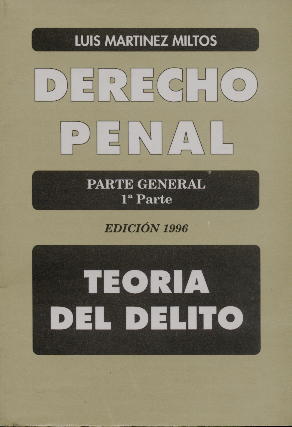 LUIS MARTINEZ MILTOS
DERECHO
PENAL
PARTE GENERAL
1ª Parte
EDICIÓN 1996
TEORIA
DEL DELITO